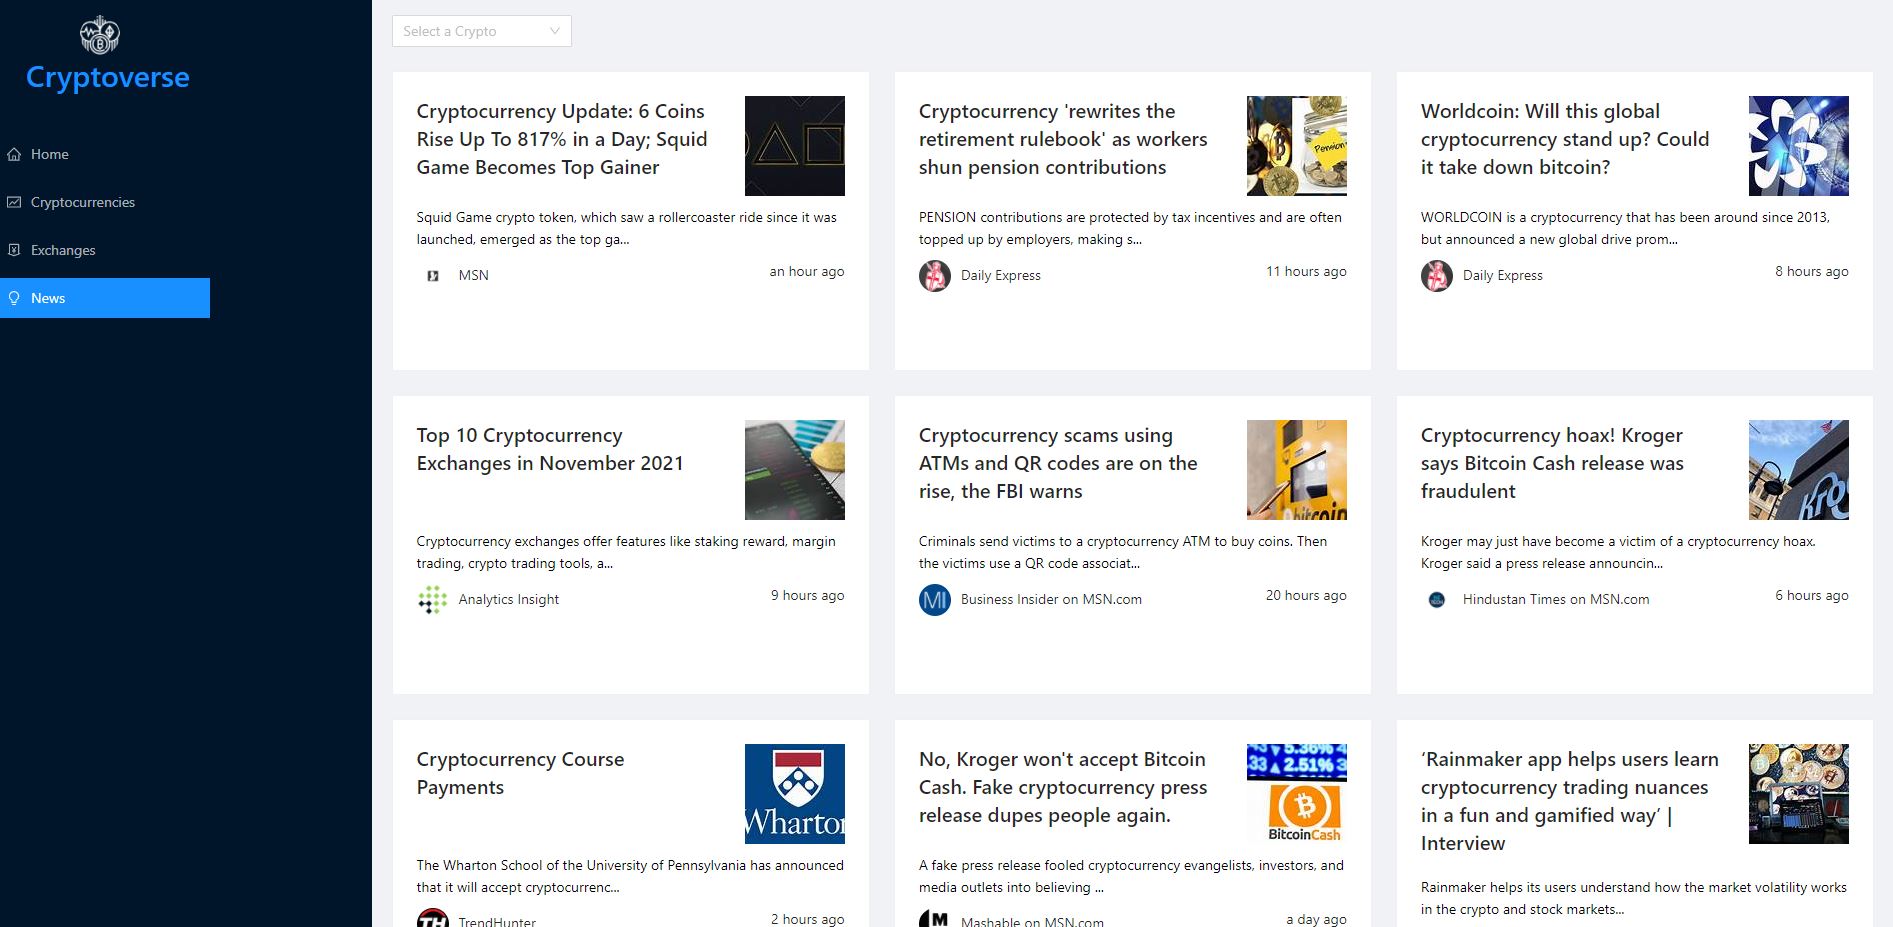 Cryptoverse
Home
Cryptocurrencies
Exchanges
News
Select a Crypto
Cryptocurrency Update: 6 Coins
Rise Up To 817% in a Day; Squid
Game Becomes Top Gainer
Squid Game crypto token, which saw a rollercoaster ride since it was
launched, emerged as the top ga...
MSN
an hour ago
Cryptocurrency 'rewrites the
retirement rulebook' as workers
shun pension contributions
Pension
PENSION contributions are protected by tax incentives and are often
topped up by employers, making s...
Daily Express
11 hours ago
Worldcoin: Will this global
cryptocurrency stand up? Could
it take down bitcoin?
WORLDCOIN is a cryptocurrency that has been around since 2013,
but announced a new global drive prom...
Daily Express
8 hours ago
Top 10 Cryptocurrency
Exchanges in November 2021
Cryptocurrency exchanges offer features like staking reward, margin
trading, crypto trading tools, a...
Analytics Insight
9 hours ago
Cryptocurrency scams using
ATMs and QR codes are on the
rise, the FBI warns
bitcoin
Criminals send victims to a cryptocurrency ATM to buy coins. Then
the victims use a QR code associat...
MI
Business Insider on MSN.com
20 hours ago
Cryptocurrency hoax! Kroger
says Bitcoin Cash release was
fraudulent
Kro
Kroger may just have become a victim of a cryptocurrency hoax.
Kroger said a press release announcin...
Hindustan Times on MSN.com
6 hours ago
Cryptocurrency Course
Payments
Wharton
The Wharton School of the University of Pennsylvania has announced
that it will accept cryptocurrenc...
TH
TrendHunter
2 hours ago
No, Kroger won't accept Bitcoin
Cash. Fake cryptocurrency press
release dupes people again.
33 ▼ 5.36% 4
33 ▲ 2.51% 3
BitcoinCash
A fake press release fooled cryptocurrency evangelists, investors, and
media outlets into believing ...
M
Mashable on MSN.com
a day ago
‘Rainmaker app helps users learn
cryptocurrency trading nuances
in a fun and gamified way’ |
Interview
Rainmaker helps its users understand how the market volatility works
in the crypto and stock markets...